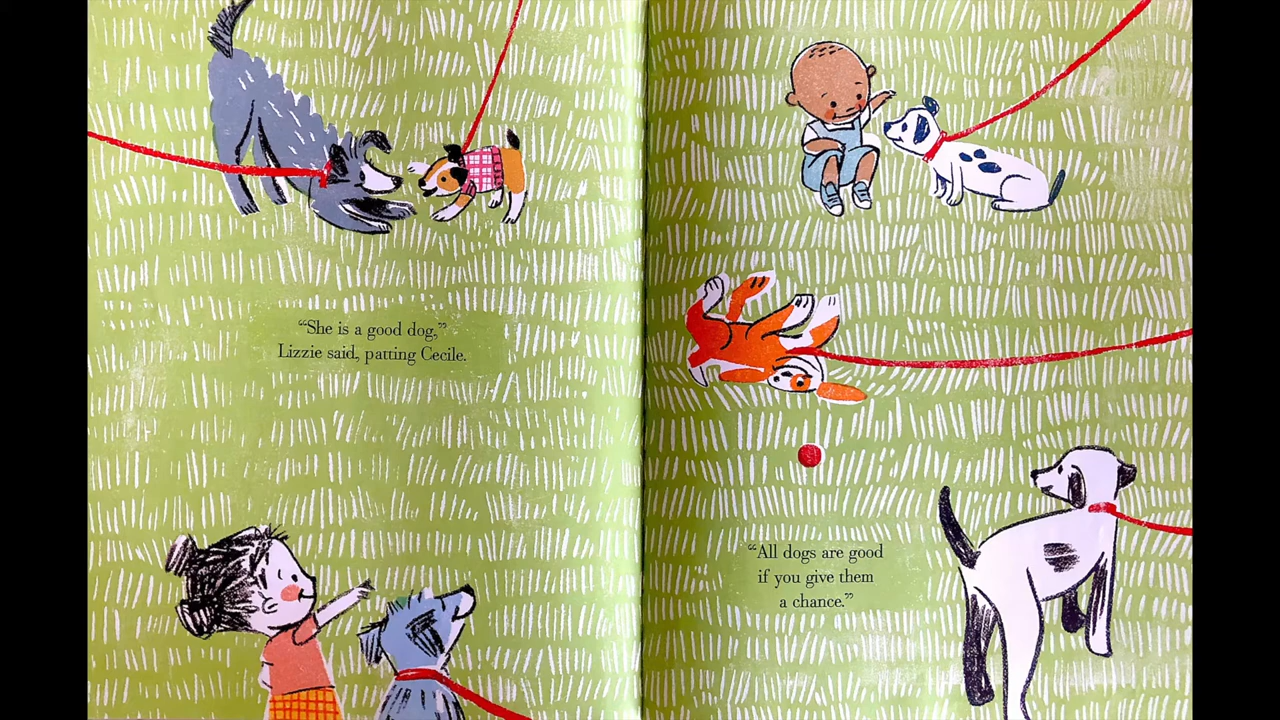 “She is a good dog,”
Lizzie said, patting Cecile.
“All dogs are good
if you give them
a chance.”